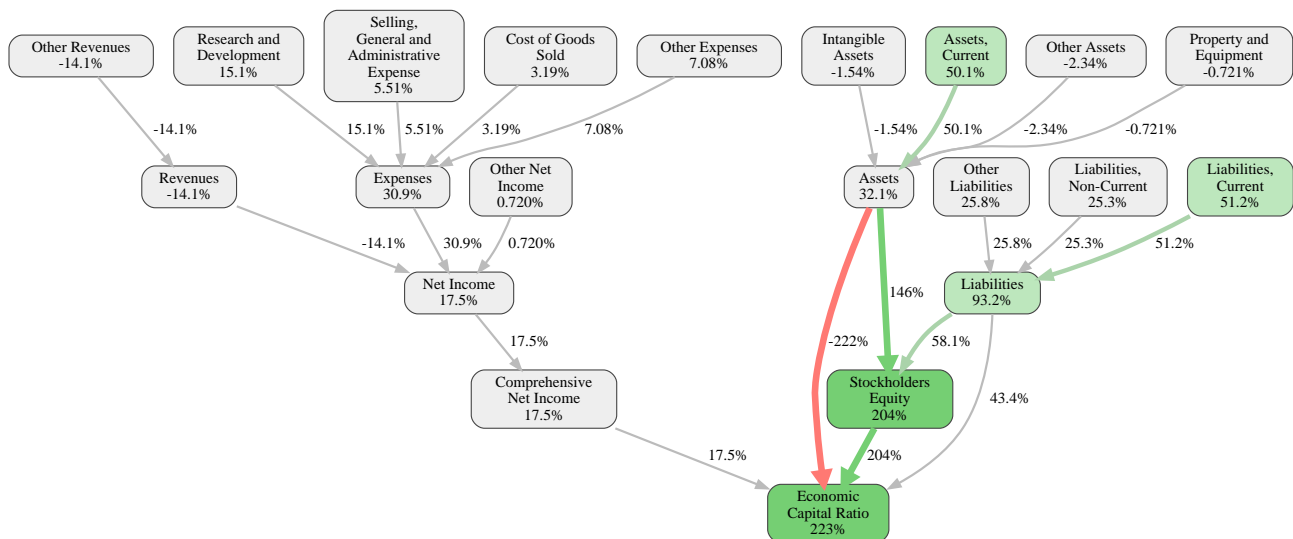 Other Revenues
-14.1%
Research and
Development
15.1%
Selling,
General and
Administrative
Expense
5.51%
Cost of Goods
Sold
3.19%
Other Expenses
7.08%
Intangible
Assets
-1.54%
Assets,
Current
50.1%
Other Assets
-2.34%
Property and
Equipment
-0.721%
-14.1%
15.1%
5.51%
3.19%
7.08%
-1.54%
50.1%
-2.34%
-0.721%
Revenues
-14.1%
Expenses
30.9%
Other Net
Income
0.720%
Assets
32.1%
Other
Liabilities
25.8%
Liabilities,
Non-Current
25.3%
Liabilities,
Current
51.2%
-14.1%
30.9%
0.720%
25.8%
25.3%
51.2%
Net Income
17.5%
Liabilities
93.2%
146%
17.5%
-222%
58.1%
Comprehensive
Net Income
17.5%
Stockholders
Equity
204%
43.4%
17.5%
204%
Economic
Capital Ratio
223%